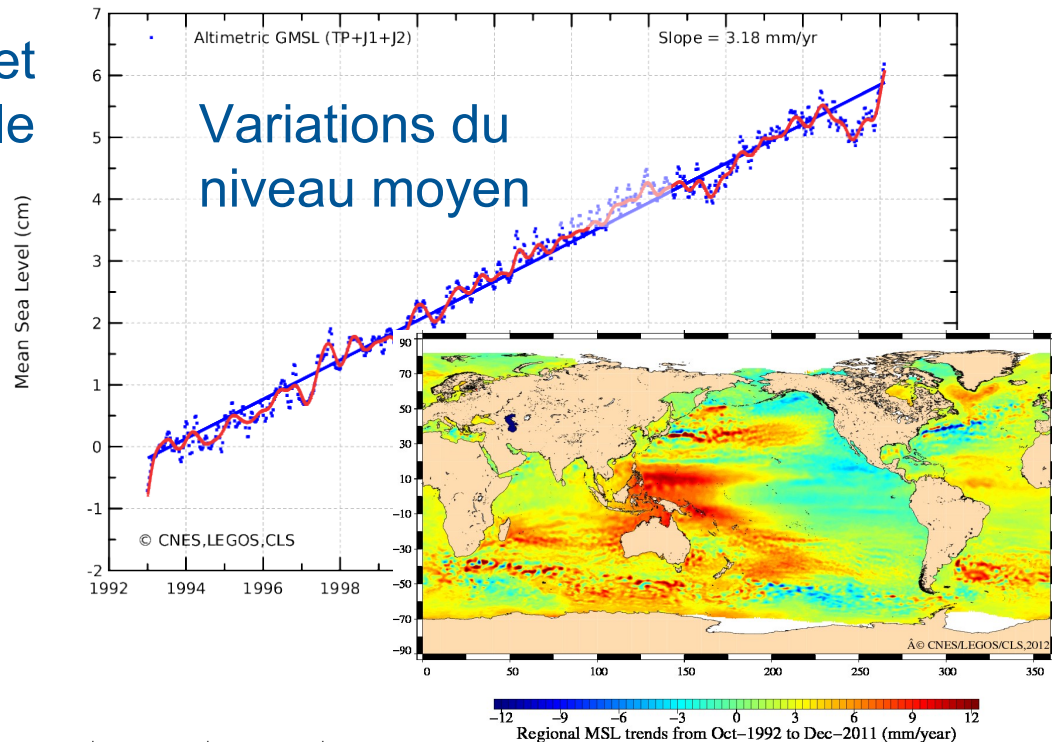 et
le
Altimetric GMSL (TP+J1+J2)
Slope = 3.18 mm/yr
Variations du
niveau moyen
Mean Sea Level (cm)
7
6
5
4
3
2
1
0
-1
-2
© CNES,LEGOS,CLS
1992 1994 1996 1998
90
70
50
30
10
−10
−30
−50
−70
−90
Â© CNES/LEGOS/CLS,2012
0 50 100 150 200 250 300 350
−12 −9 −6 −3 0 3 6 9 12
Regional MSL trends from Oct−1992 to Dec−2011 (mm/year)